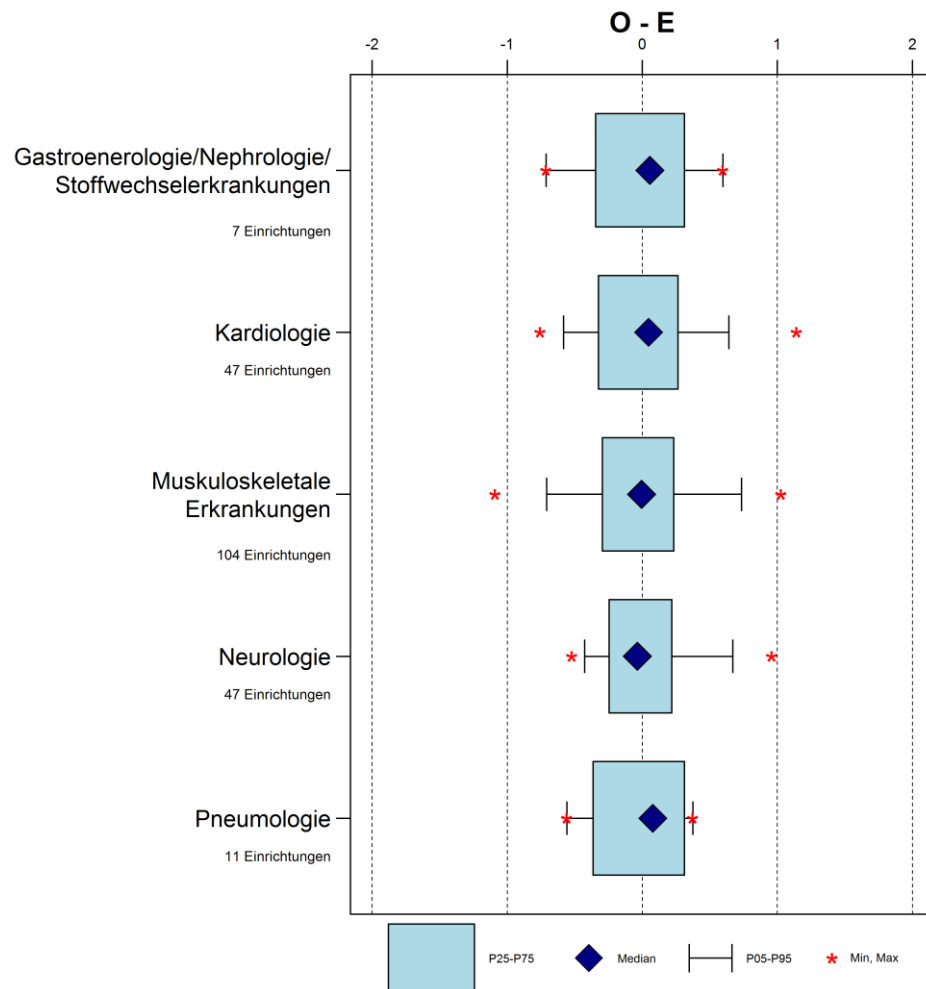 O - E
-2 -1 0 1 2
Gastroenerologie/Nephrologie/
Stoffwechselerkrankungen
7 Einrichtungen
Kardiologie
47 Einrichtungen
Muskuloskeletale
Erkrankungen
104 Einrichtungen
Neurologie
47 Einrichtungen
Pneumologie
11 Einrichtungen
P25-P75 Median P05-P95 Min, Max